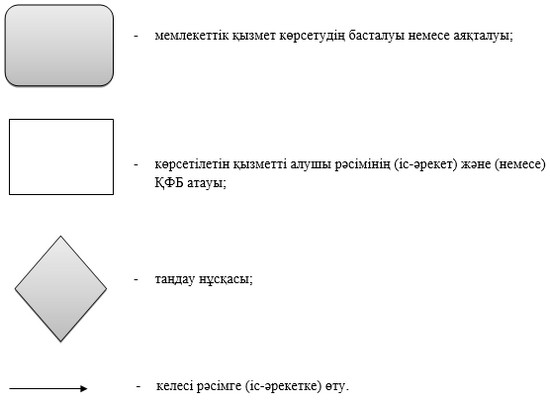 - мемлекеттік қызмет көрсетудің басталуы немесе аяқталуы;
- көрсетілетін қызметті алушы рәсімінің (іс-әрекет) және (немесе)
ҚФБ атауы;
- таңдау нұсқасы;
- келесі рәсімге (іс-әрекетке) өту.